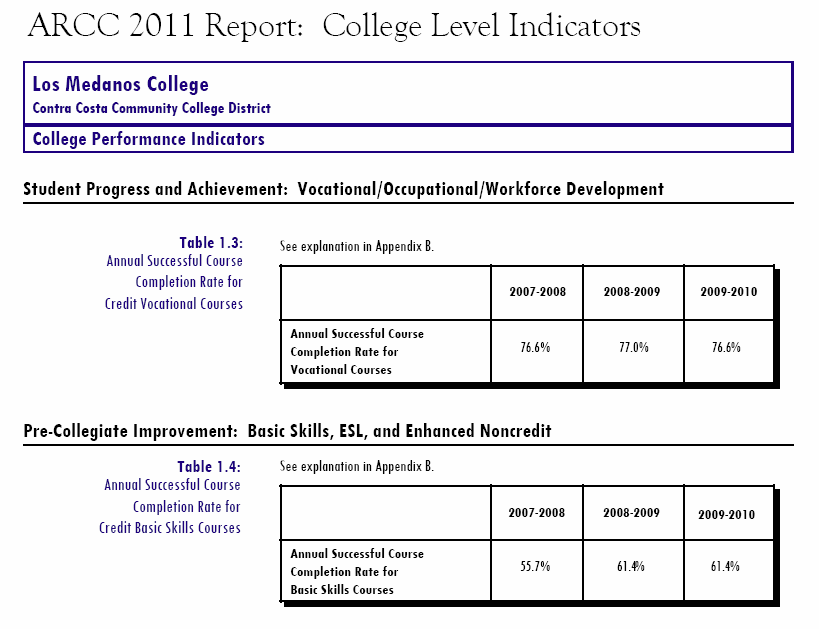 ARCC 2011 Report:  College Level Indicators
Los Medanos College
Contra Costa Community College District
College Performance Indicators
Student Progress and Achievement:  Vocational/Occupational/Workforce Development
Table 1.3:
Annual Successful Course
Completion Rate for
Credit Vocational Courses
See explanation in Appendix B.
2007-2008 2008-2009 2009-2010
Annual Successful Course
Completion Rate for
Vocational Courses
76.6% 77.0% 76.6%
Pre-Collegiate Improvement:  Basic Skills, ESL, and Enhanced Noncredit
Table 1.4:
Annual Successful Course
Completion Rate for
Credit Basic Skills Courses
See explanation in Appendix B.
2007-2008 2008-2009 2009-2010
Annual Successful Course
Completion Rate for
Basic Skills Courses
55.7% 61.4% 61.4%